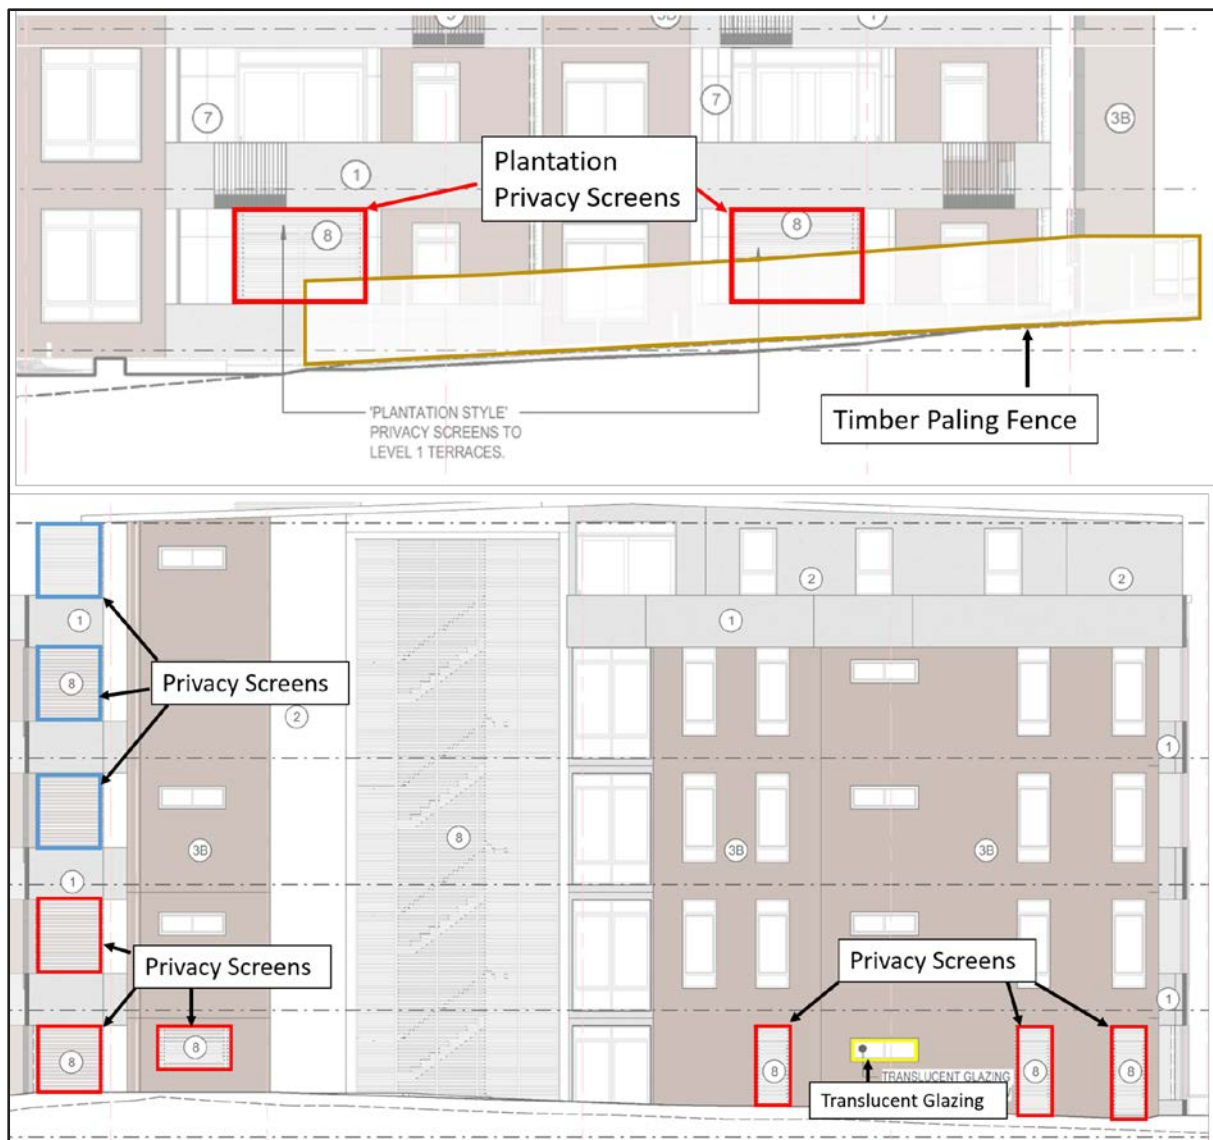 3B
7
7
3B
Plantation
Privacy Screens
1
8
8
'PLANTATION STYLE'
PRIVACY SCREENS TO
LEVEL 1 TERRACES.
Timber Paling Fence
2
2
1
1
Privacy Screens
8
2
1
3B
8
3B
3B
1
Privacy Screens
Privacy Screens
1
8
8
8
8
8
TRANSLUCENT GLAZING
Translucent Glazing